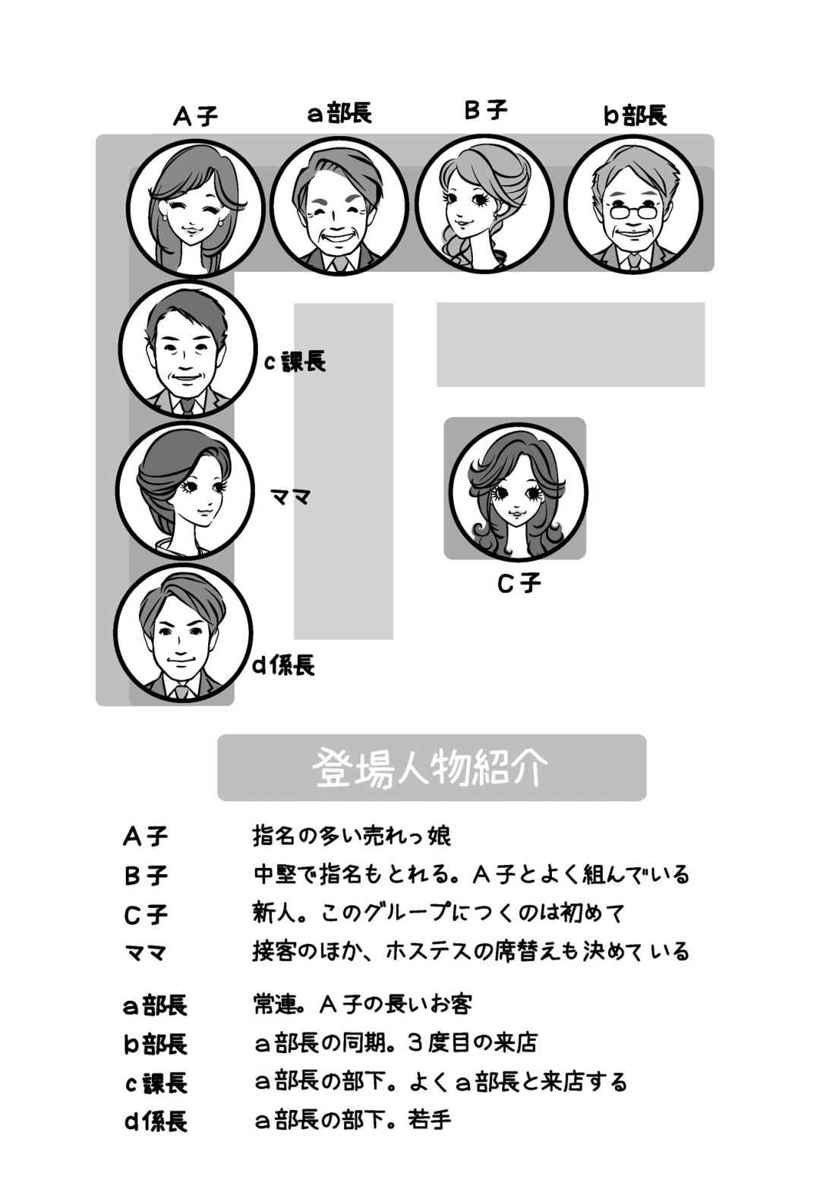 A子
a部長
B子
b部長
c課長
ママ
C子
d係長
登場人物紹介
A子 指名の多い売れっ娘
B子 中堅で指名もとれる。A子とよく組んでいる
C子 新人。このグループにつくのは初めて
ママ 接客のほか、ホステスの席替えも決めている
a部長 常連。A子の長いお客
b部長 a部長の同期。3度目の来店
c課長 a部長の部下。よくa部長と来店する
d係長 a部長の部下。若手